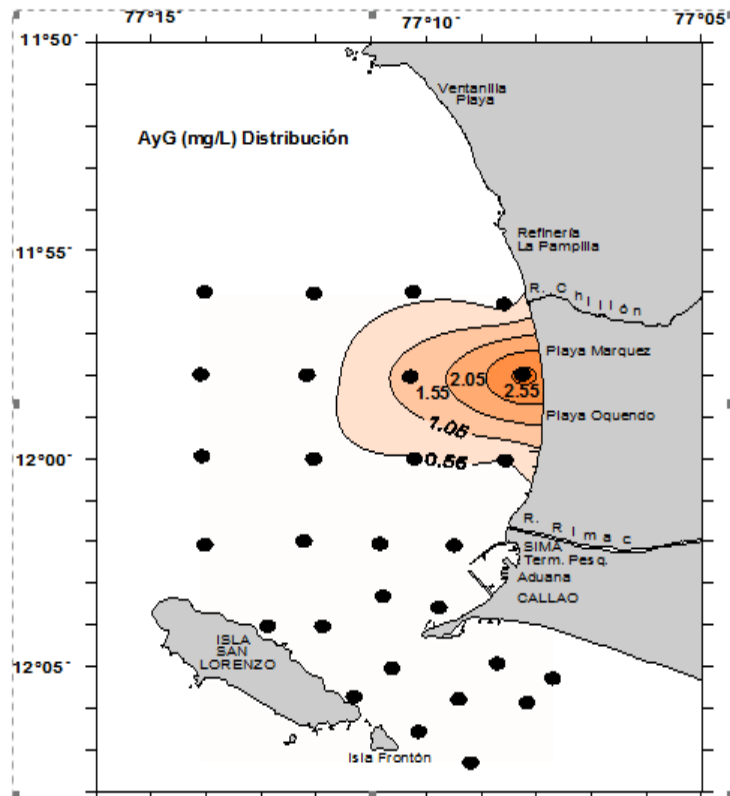 77°15´
77°10´
77°05´
11°50´
Ventanilla
Playa
AyG (mg/L) Distribución
11°55´
Refinería
La Pampilla
R. Chillón
Playa Marquez
2.05
1.55
2.55
Playa Oquendo
1.05
12°00´
0.55
R. Rimac
SIMA
Term. Pesq.
Aduana
CALLAO
ISLA
SAN
LORENZO
12°05´
Isla Frontón